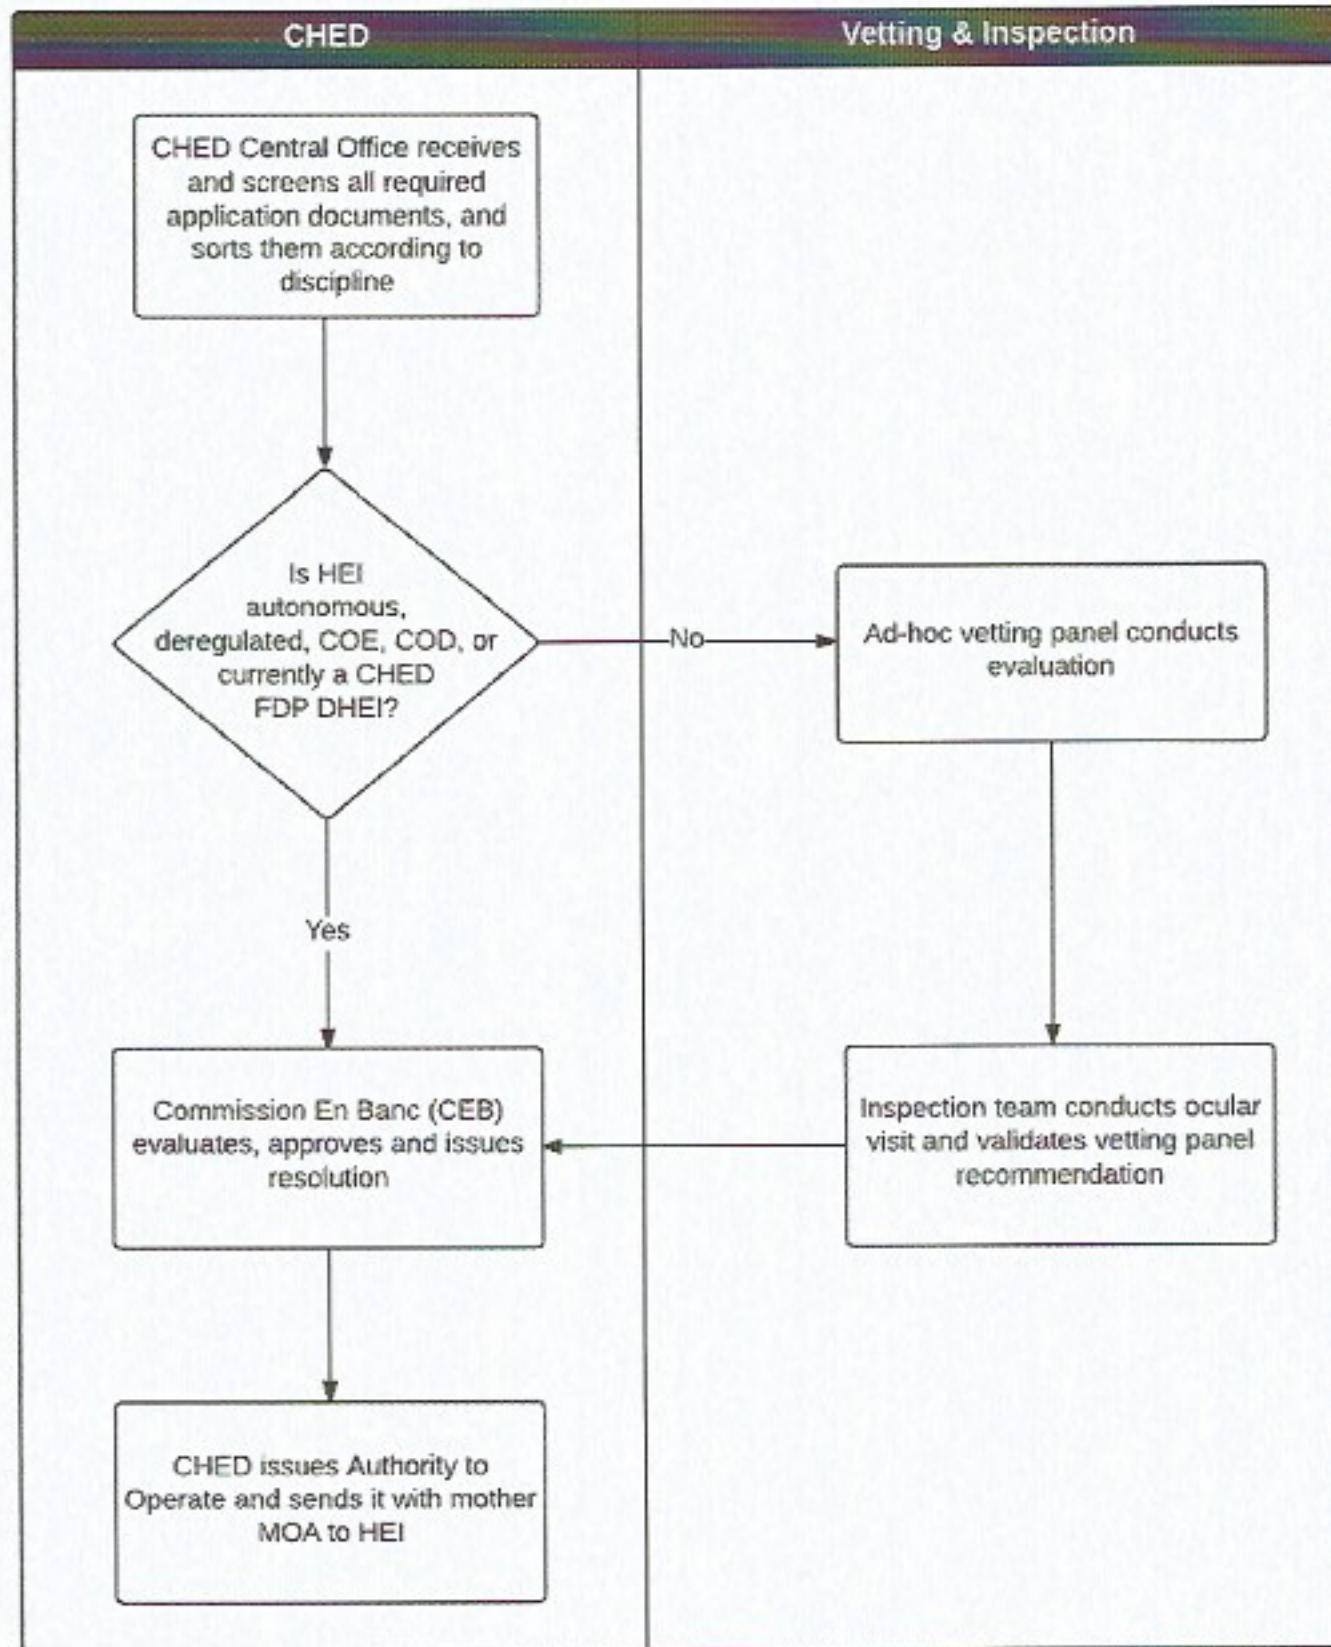 CHED
Vetting & Inspection
CHED Central Office receives
and screens all required
application documents, and
sorts them according to
discipline
Is HEI
autonomous,
deregulated, COE, COD, or
currently a CHED
FDP DHEI?
No
Ad-hoc vetting panel conducts
evaluation
Yes
Commission En Banc (CEB)
evaluates, approves and issues
resolution
Inspection team conducts ocular
visit and validates vetting panel
recommendation
CHED issues Authority to
Operate and sends it with mother
MOA to HEI